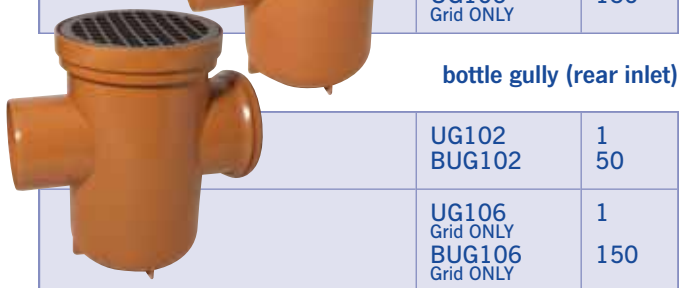 Grid ONLY
bottle gully (rear inlet)
UG102 1
BUG102 50
UG106 1
Grid ONLY
BUG106 150
Grid ONLY